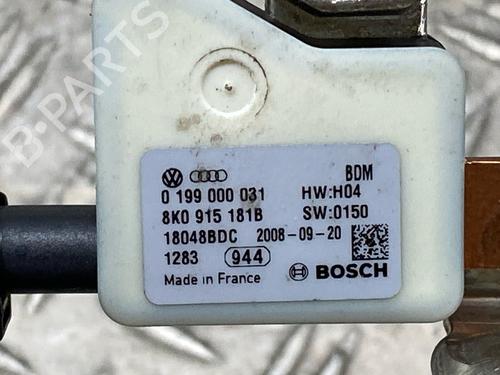 B-PARTS
BDM
0 199 000 031 HW:H04
8K0 915 181B SW:0150
18048BDC 2008-09-20
1283 944
Made in France BOSCH